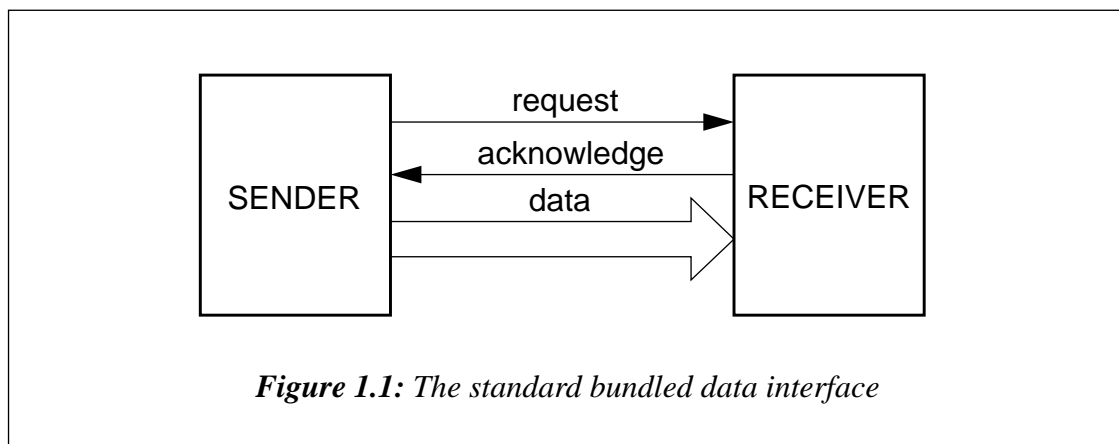 request
acknowledge
SENDER
data
RECEIVER
Figure 1.1: The standard bundled data interface